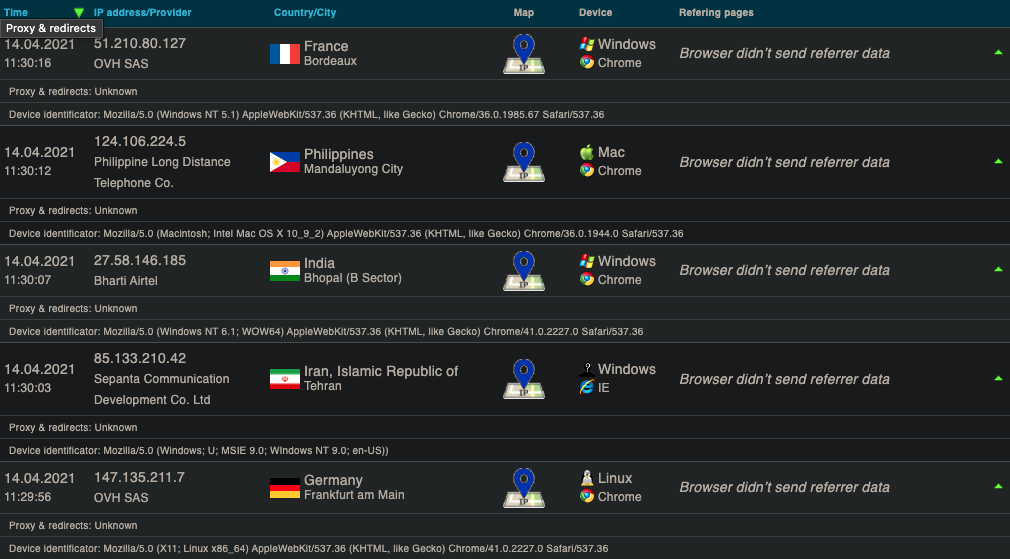 Time IP address/Provider Country/City Map Device Refering pages
Proxy & redirects
14.04.2021 51.210.80.127 France Windows Browser didn't send referrer data
11:30:16 OVH SAS Bordeaux IP Chrome
Proxy & redirects: Unknown
Device identificator: Mozilla/5.0 (Windows NT 5.1) AppleWebKit/537.36 (KHTML, like Gecko) Chrome/36.0.1985.67 Safari/537.36
124.106.224.5
14.04.2021 Philippine Long Distance Philippines Mac Browser didn't send referrer data
11:30:12 Telephone Co. Mandaluyong City IP Chrome
Proxy & redirects: Unknown
Device identificator: Mozilla/5.0 (Macintosh; Intel Mac OS X 10_9_2) AppleWebKit/537.36 (KHTML, like Gecko) Chrome/36.0.1944.0 Safari/537.36
14.04.2021 27.58.146.185 India Windows Browser didn't send referrer data
11:30:07 Bharti Airtel Bhopal (B Sector) IP Chrome
Proxy & redirects: Unknown
Device identificator: Mozilla/5.0 (Windows NT 6.1; WOW64) AppleWebKit/537.36 (KHTML, like Gecko) Chrome/41.0.2227.0 Safari/537.36
85.133.210.42
14.04.2021 Sepanta Communication Iran, Islamic Republic of ? Windows Browser didn't send referrer data
11:30:03 Development Co. Ltd Tehran IP IE
Proxy & redirects: Unknown
Device identificator: Mozilla/5.0 (Windows; U; MSIE 9.0; WIndows NT 9.0; en-US))
14.04.2021 147.135.211.7 Germany Linux Browser didn't send referrer data
11:29:56 OVH SAS Frankfurt am Main IP Chrome
Proxy & redirects: Unknown
Device identificator: Mozilla/5.0 (X11; Linux x86_64) AppleWebKit/537.36 (KHTML, like Gecko) Chrome/41.0.2227.0 Safari/537.36